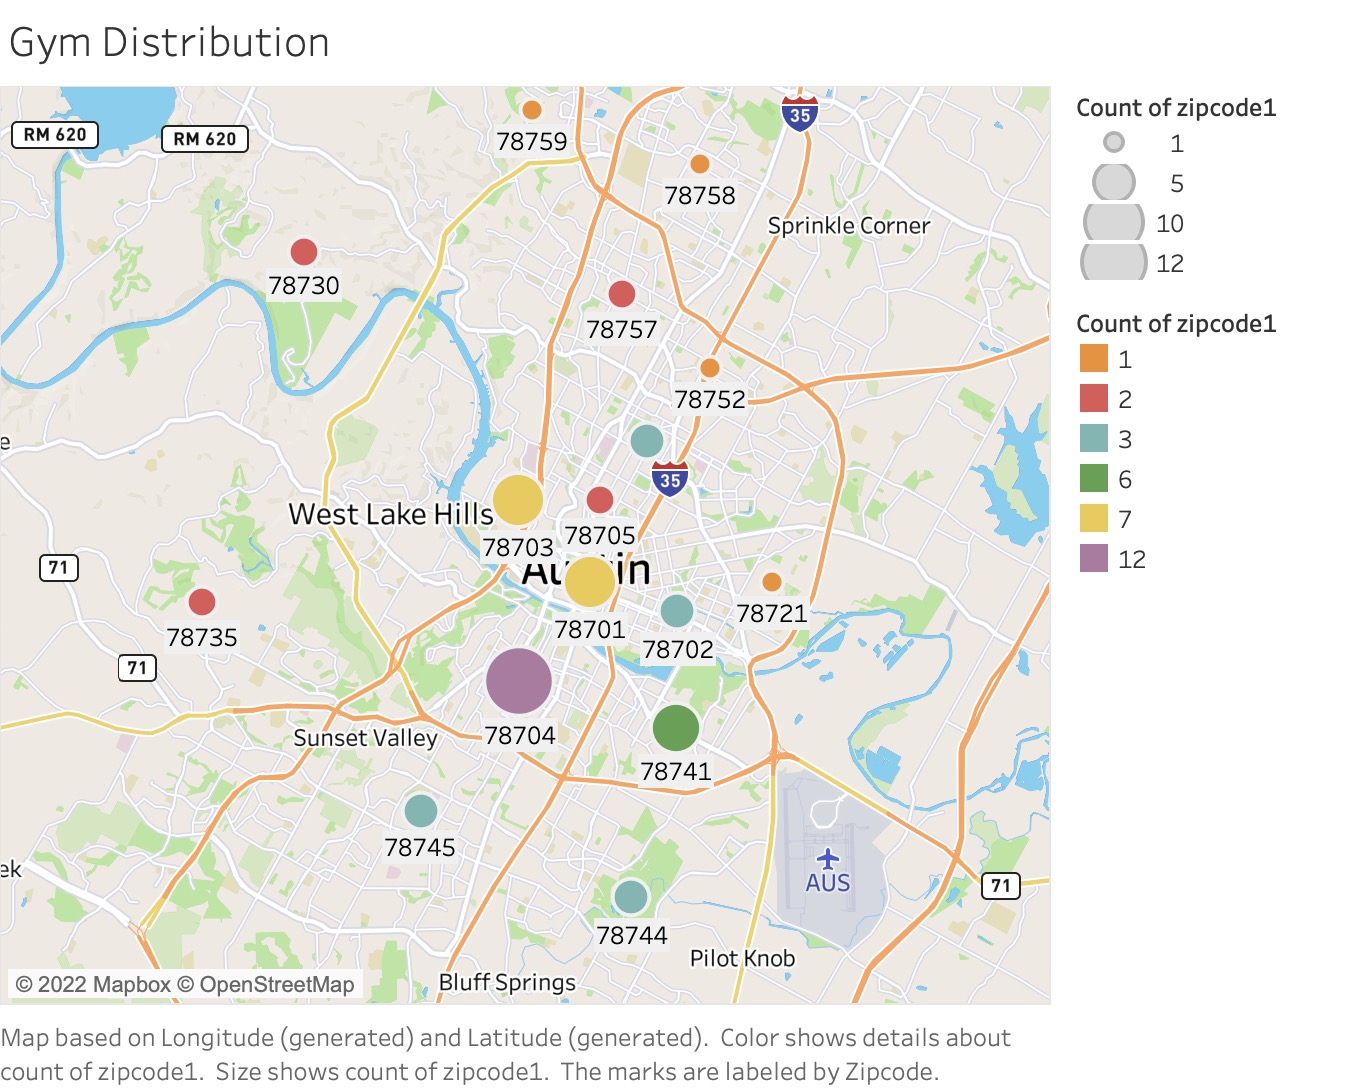 Gym Distribution
RM 620
RM 620
78759
35
78758
Sprinkle Corner
78730
78757
78752
e
35
West Lake Hills
78703
78705
71
78701
78721
78735
78702
71
78704
Sunset Valley
78741
78745
ek
AUS
71
78744
Pilot Knob
Bluff Springs
© 2022 Mapbox © OpenStreetMap
Count of zipcode1
1
5
10
12
Count of zipcode1
1
2
3
6
7
12
Map based on Longitude (generated) and Latitude (generated).  Color shows details about
count of zipcode1.  Size shows count of zipcode1.  The marks are labeled by Zipcode.